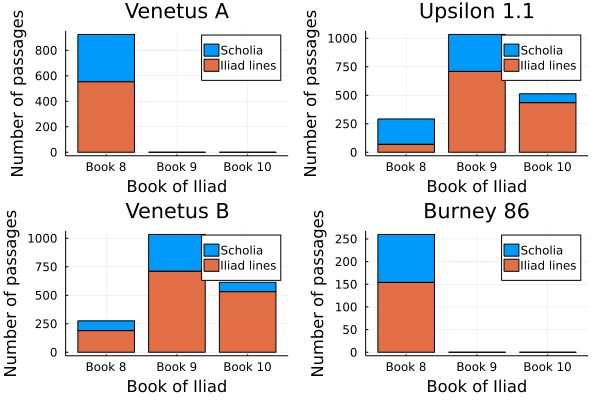 Venetus A
Number of passages
800
600
400
200
0
Scholia
Iliad lines
Book 8 Book 9 Book 10
Book of Iliad
Upsilon 1.1
Number of passages
1000
750
500
250
0
Scholia
Iliad lines
Book 8 Book 9 Book 10
Book of Iliad
Venetus B
Number of passages
1000
750
500
250
0
Scholia
Iliad lines
Book 8 Book 9 Book 10
Book of Iliad
Burney 86
Number of passages
250
200
150
100
50
0
Scholia
Iliad lines
Book 8 Book 9 Book 10
Book of Iliad